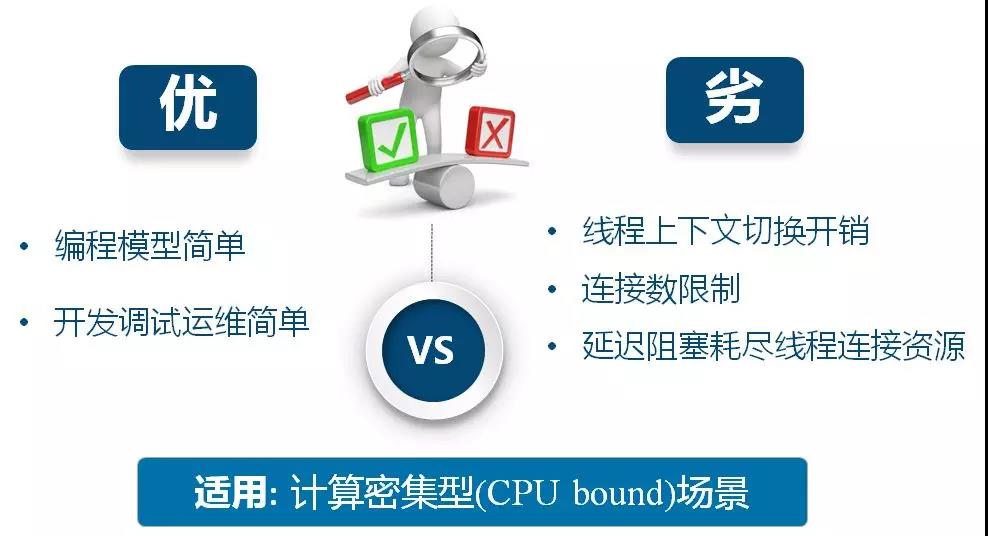 优
劣
• 编程模型简单
• 开发调试运维简单
VS
• 线程上下文切换开销
• 连接数限制
• 延迟阻塞耗尽线程连接资源
适用: 计算密集型(CPU bound)场景